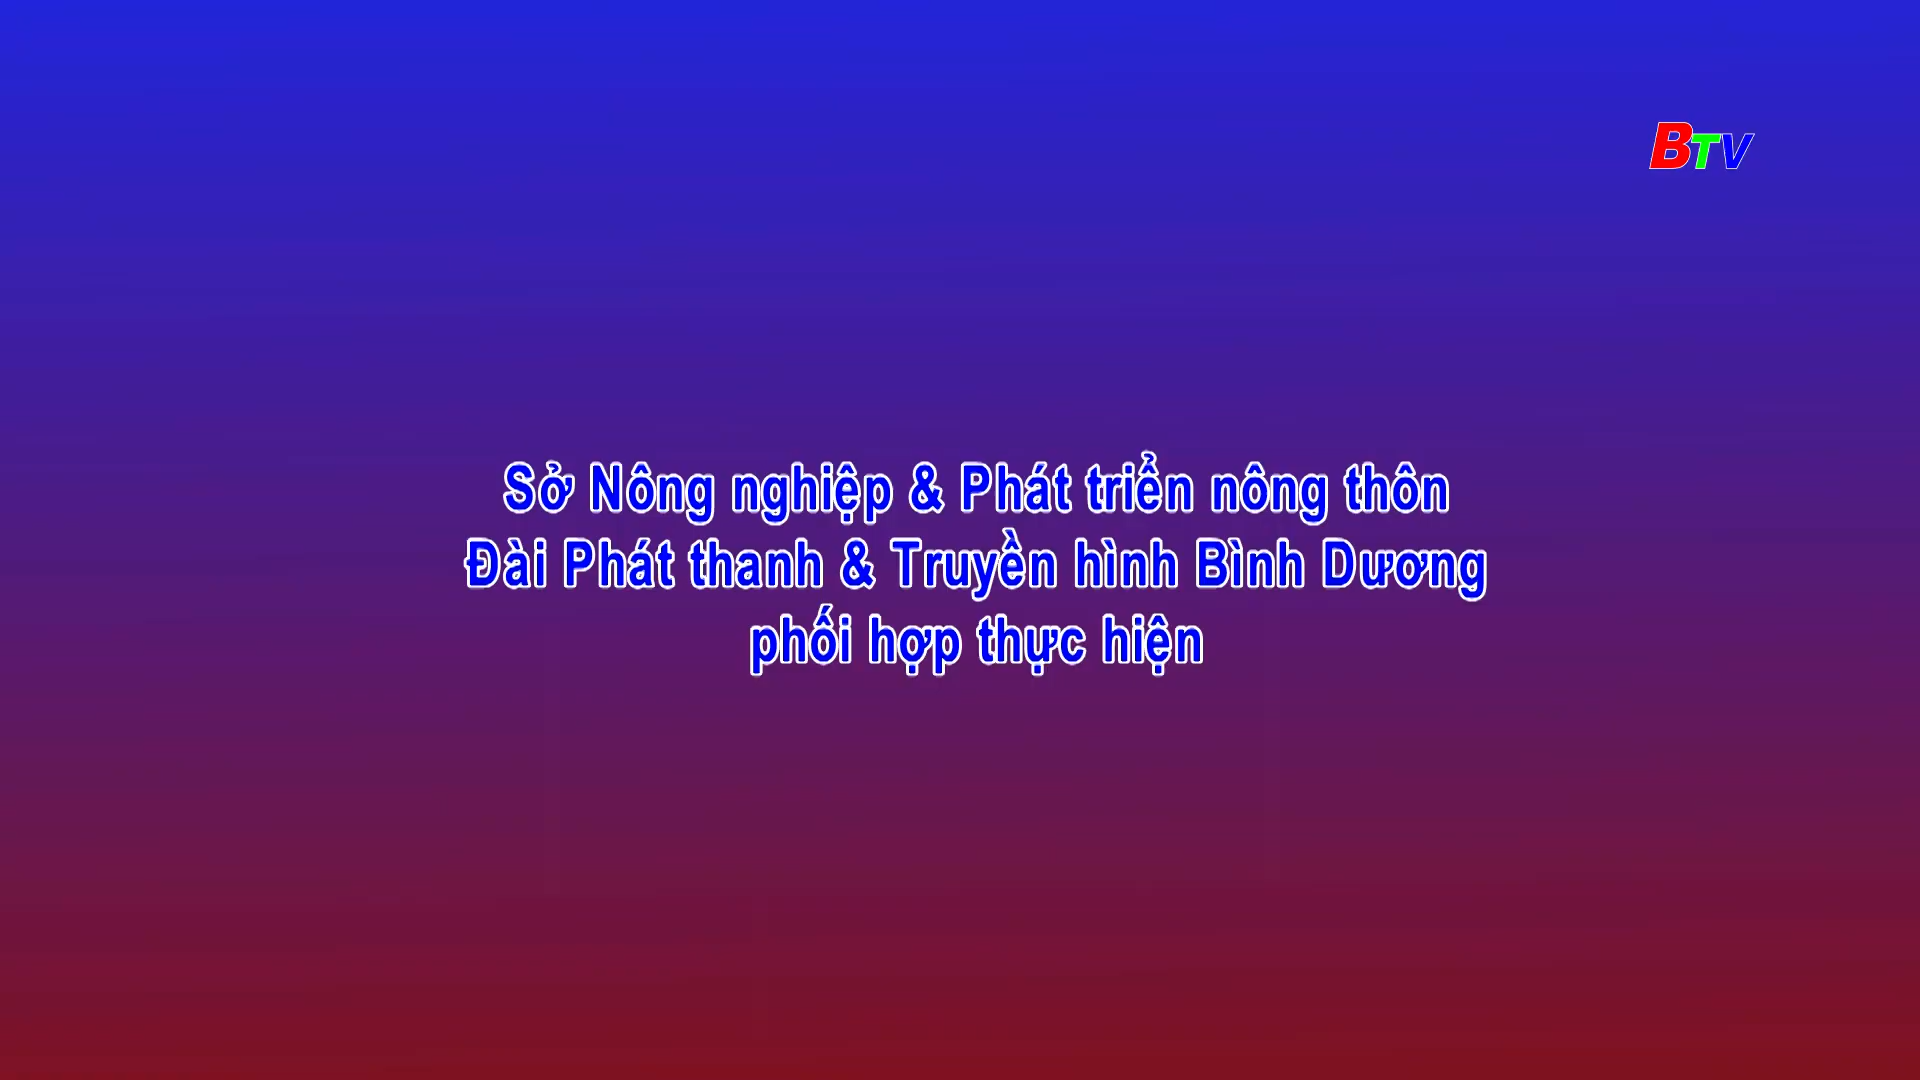 BTV
Sở Nông nghiệp & Phát triển nông thôn
Đài Phát thanh & Truyền hình Bình Dương
phối hợp thực hiện